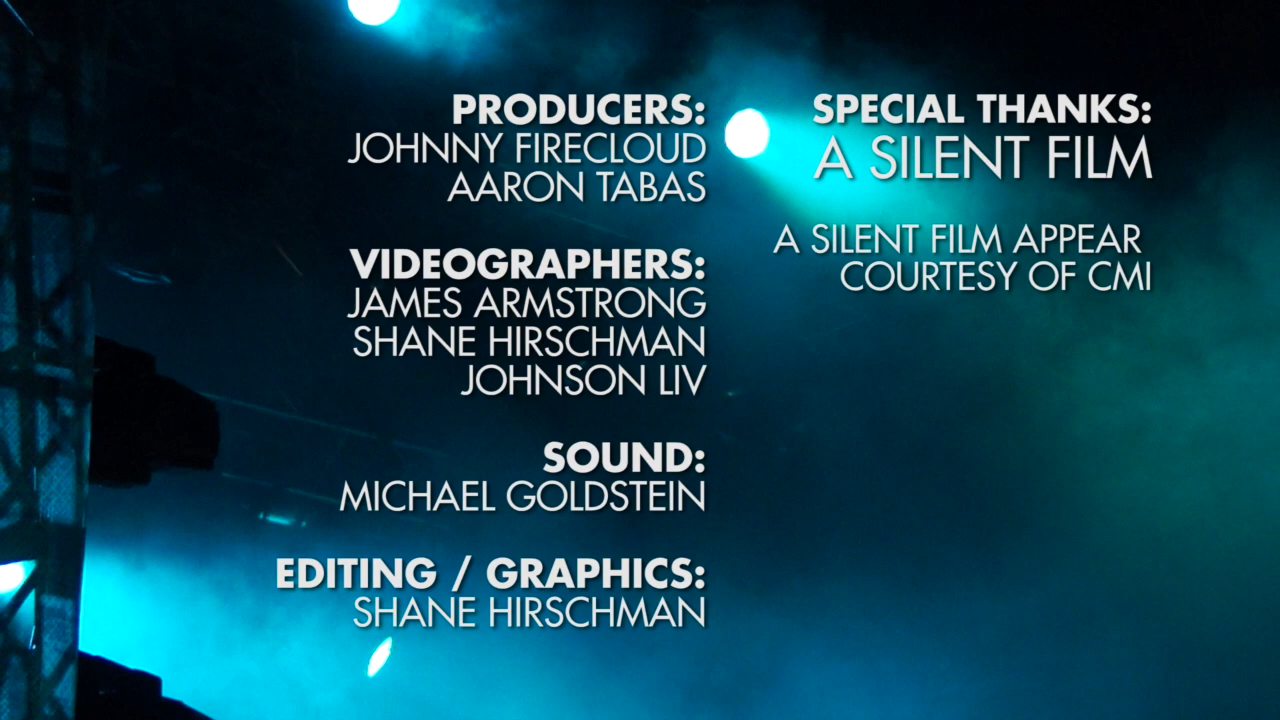 PRODUCERS:
JOHNNY FIRECLOUD
AARON TABAS
VIDEOGRAPHERS:
JAMES ARMSTRONG
SHANE HIRSCHMAN
JOHNSON LIV
SOUND:
MICHAEL GOLDSTEIN
EDITING / GRAPHICS:
SHANE HIRSCHMAN
SPECIAL THANKS:
A SILENT FILM
A SILENT FILM APPEAR
COURTESY OF CMI